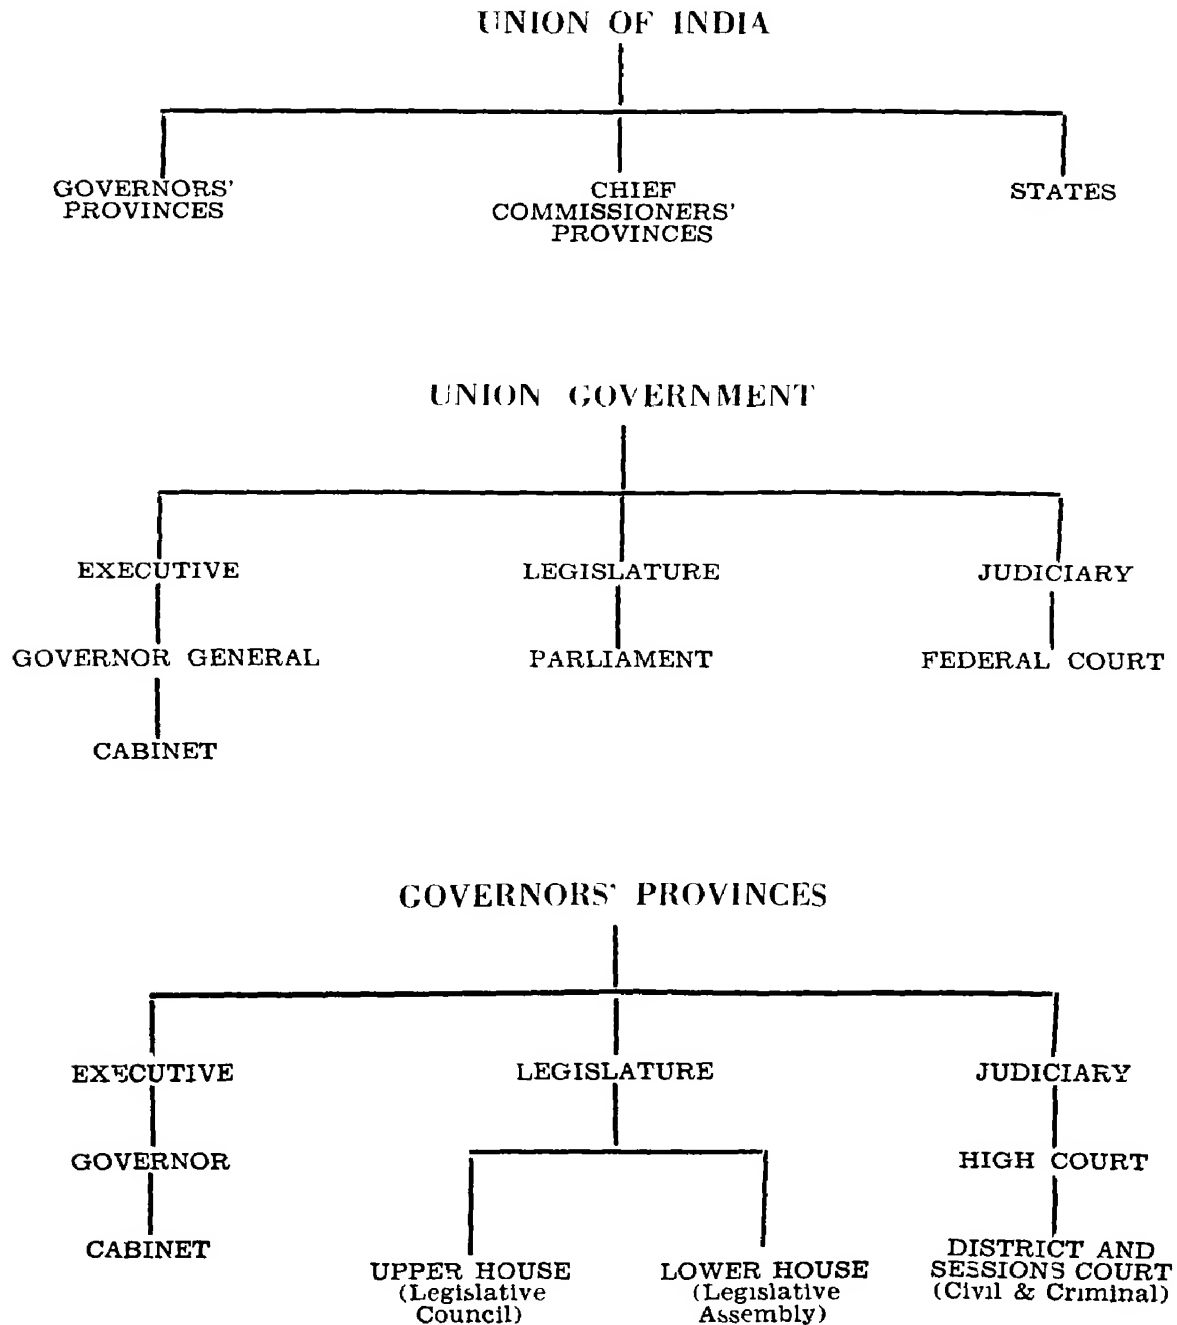 UNION OF INDIA
GOVERNORS'
PROVINCES
CHIEF
COMMISSIONERS'
PROVINCES
STATES
UNION GOVERNMENT
EXECUTIVE
LEGISLATURE
JUDICIARY
GOVERNOR GENERAL
PARLIAMENT
FEDERAL COURT
CABINET
GOVERNORS' PROVINCES
EXECUTIVE
LEGISLATURE
JUDICIARY
GOVERNOR
HIGH COURT
CABINET
UPPER HOUSE
(Legislative
Council)
LOWER HOUSE
(Legislative
Assembly)
DISTRICT AND
SESSIONS COURT
(Civil & Criminal)